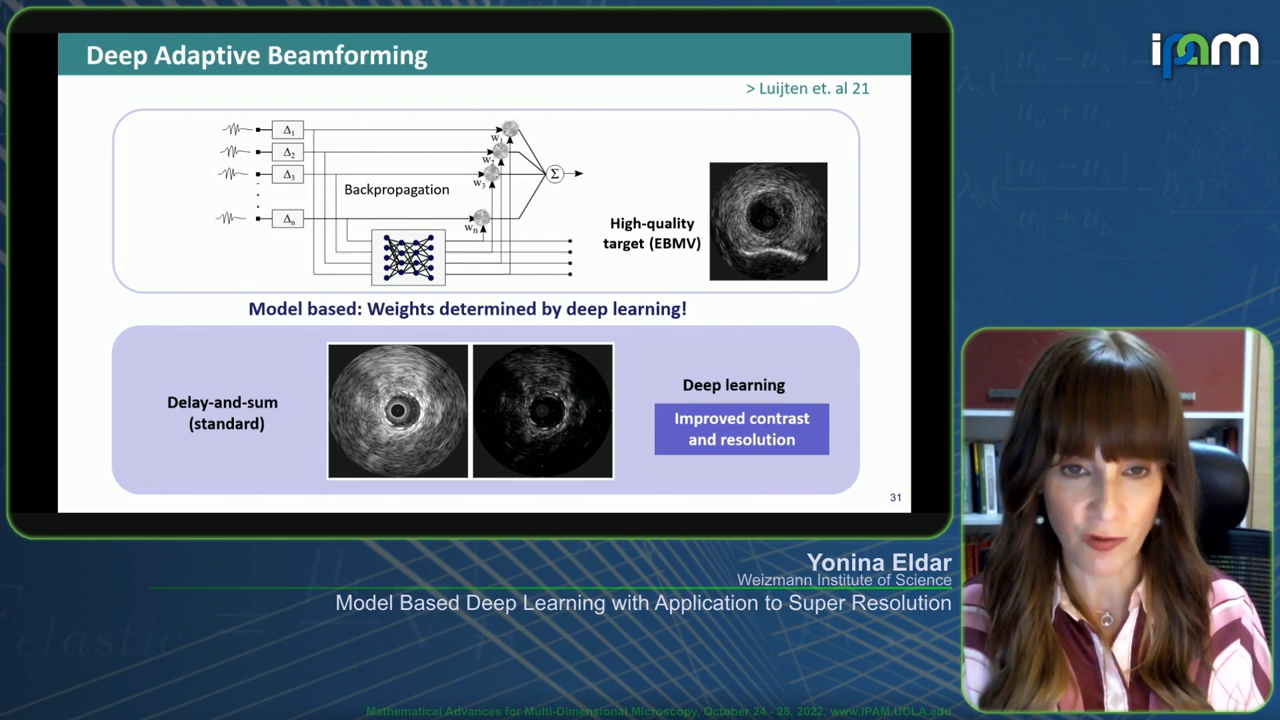 Deep Adaptive Beamforming
ipam
> Luijten et. al 21
Δ1
Δ2
Δ3
Δn
w1
w2
w3
wn
Σ
Backpropagation
High-quality
target (EBMV)
Model based: Weights determined by deep learning!
Delay-and-sum
(standard)
Deep learning
Improved contrast
and resolution
31
Yonina Eldar
Weizmann Institute of Science
Model Based Deep Learning with Application to Super Resolution
elastic
Mathematical Advances for Multi-Dimensional Microscopy, October 24 - 28, 2022, www.IPAM.UCLA.edu